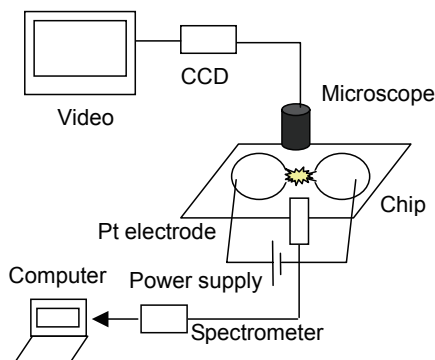 CCD
Video
Microscope
Chip
Pt electrode
Computer
Power supply
Spectrometer